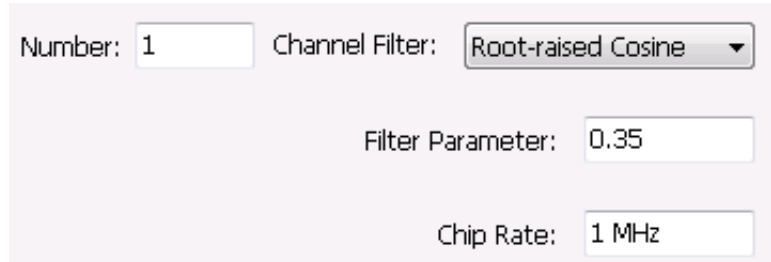 Number: 1 Channel Filter: Root-raised Cosine
Filter Parameter: 0.35
Chip Rate: 1 MHz